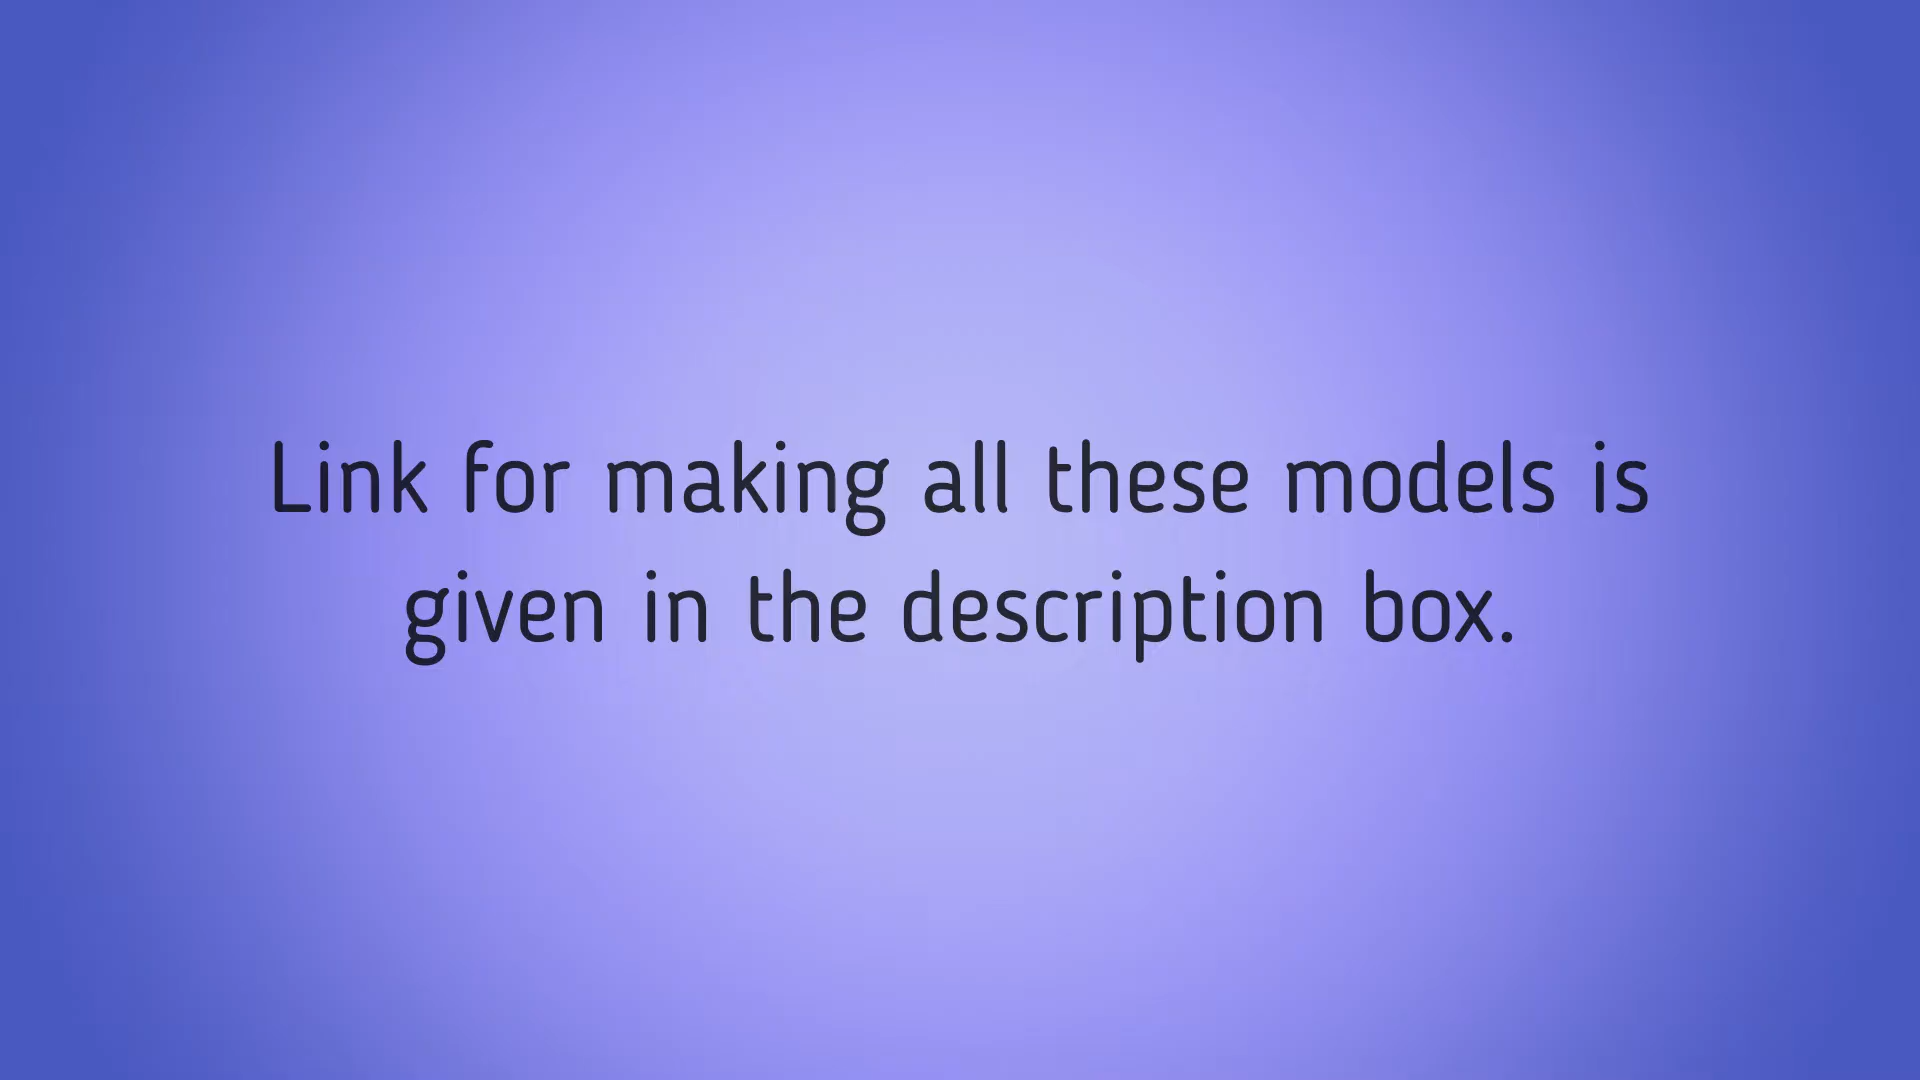 Link for making all these models is
given in the description box.